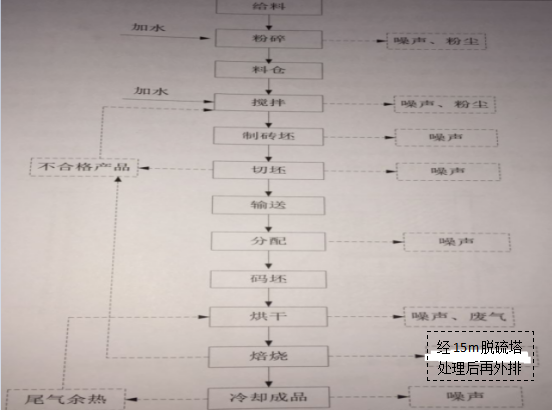 给料
加水
粉碎
噪声、粉尘
料仓
加水
搅拌
噪声、粉尘
制砖坯
噪声
不合格产品
切坯
噪声
输送
分配
噪声
码坯
烘干
噪声、废气
焙烧
经15m脱硫塔
处理后再外排
尾气余热
冷却成品
噪声